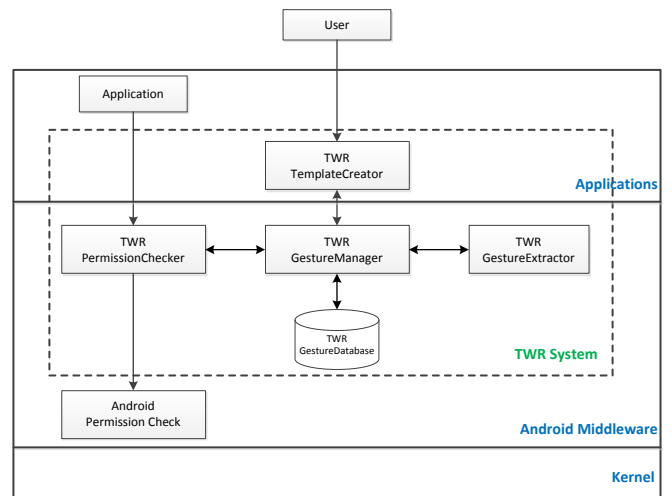 User
Application
TWR
TemplateCreator
Applications
TWR
PermissionChecker
TWR
GestureManager
TWR
GestureExtractor
TWR
GestureDatabase
TWR System
Android
Permission Check
Android Middleware
Kernel